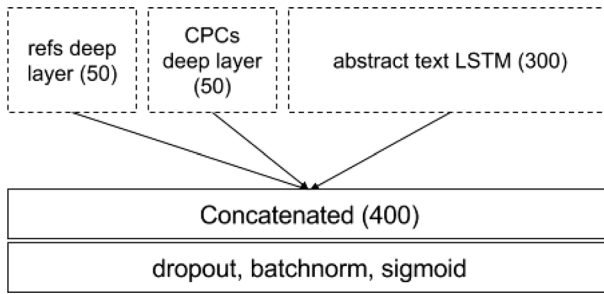 refs deep
layer (50)
CPCs
deep layer
(50)
abstract text LSTM (300)
Concatenated (400)
dropout, batchnorm, sigmoid